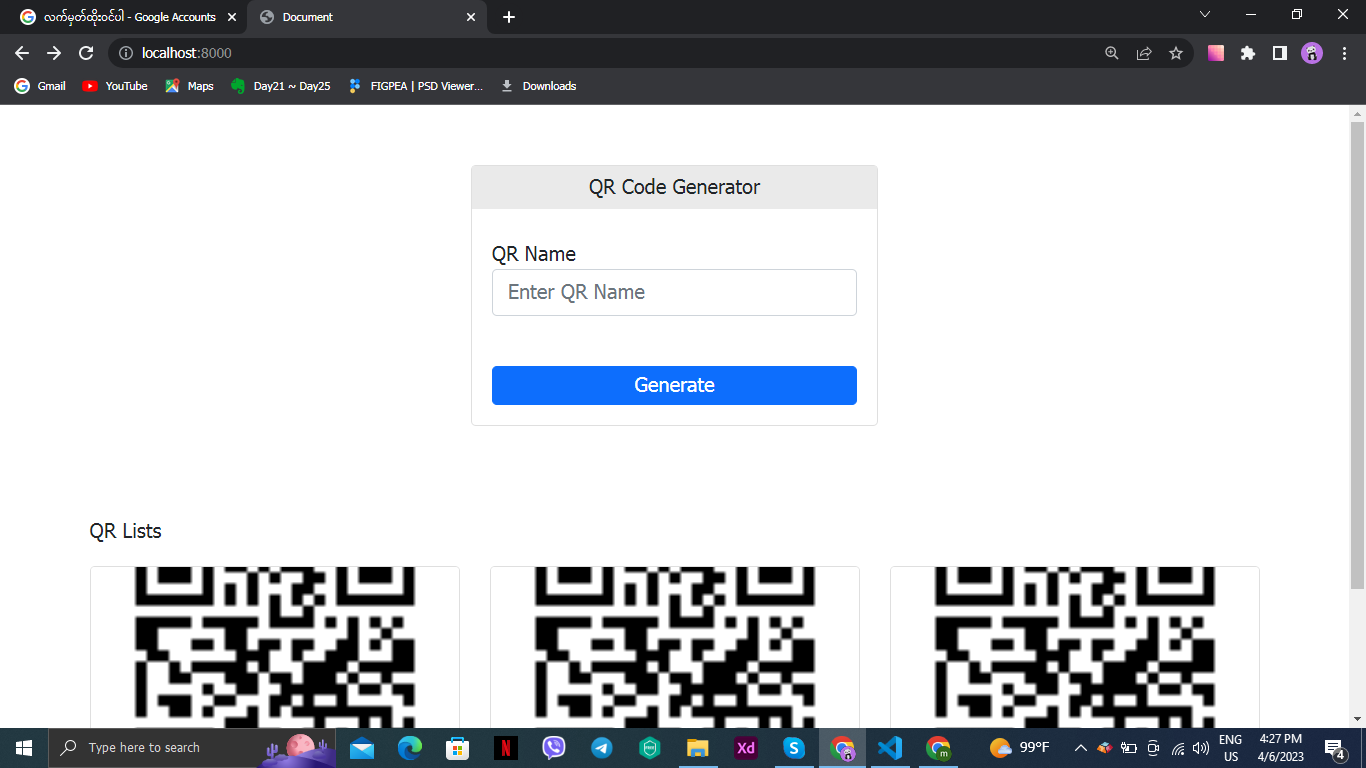 လက်မှတ်ထိုးဝင်ပါ - Google Accounts
Document
localhost:8000
Gmail
YouTube
Maps
Day21 ~ Day25
FIGPEA | PSD Viewer...
Downloads
QR Code Generator
QR Name
Enter QR Name
Generate
QR Lists
Type here to search
N
Xd
S
m
99°F
ENG
US
4:27 PM
4/6/2023
4